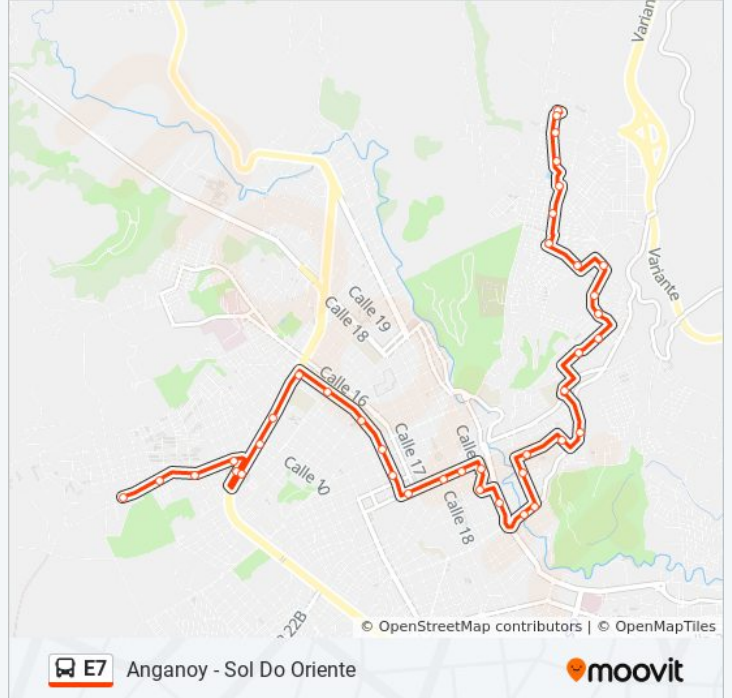 Varian
Variante
Calle 19
Calle 18
Calle 16
Calle 17
Calle
Calle 10
Calle 18
22B
© OpenStreetMap contributors | © OpenMapTiles
E7 Anganoy - Sol Do Oriente
moovit